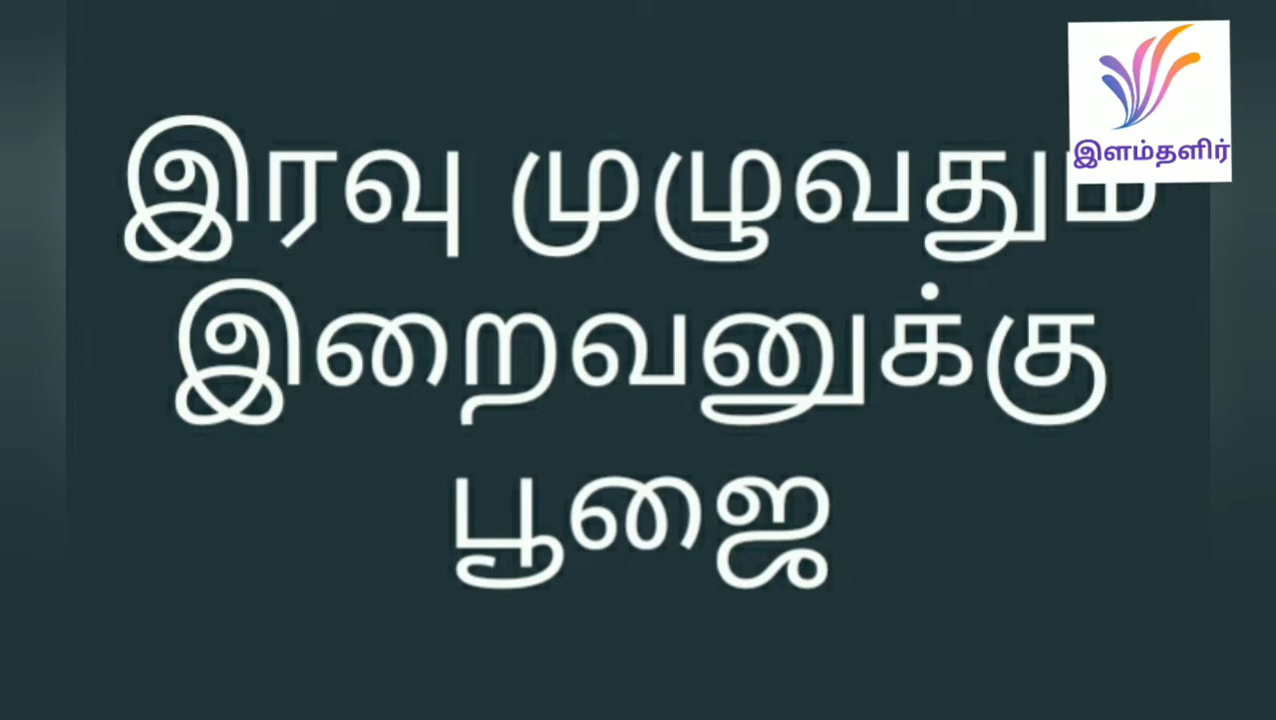 இளம்தளிர்
இரவு முழுவதும்
இறைவனுக்கு
பூஜை